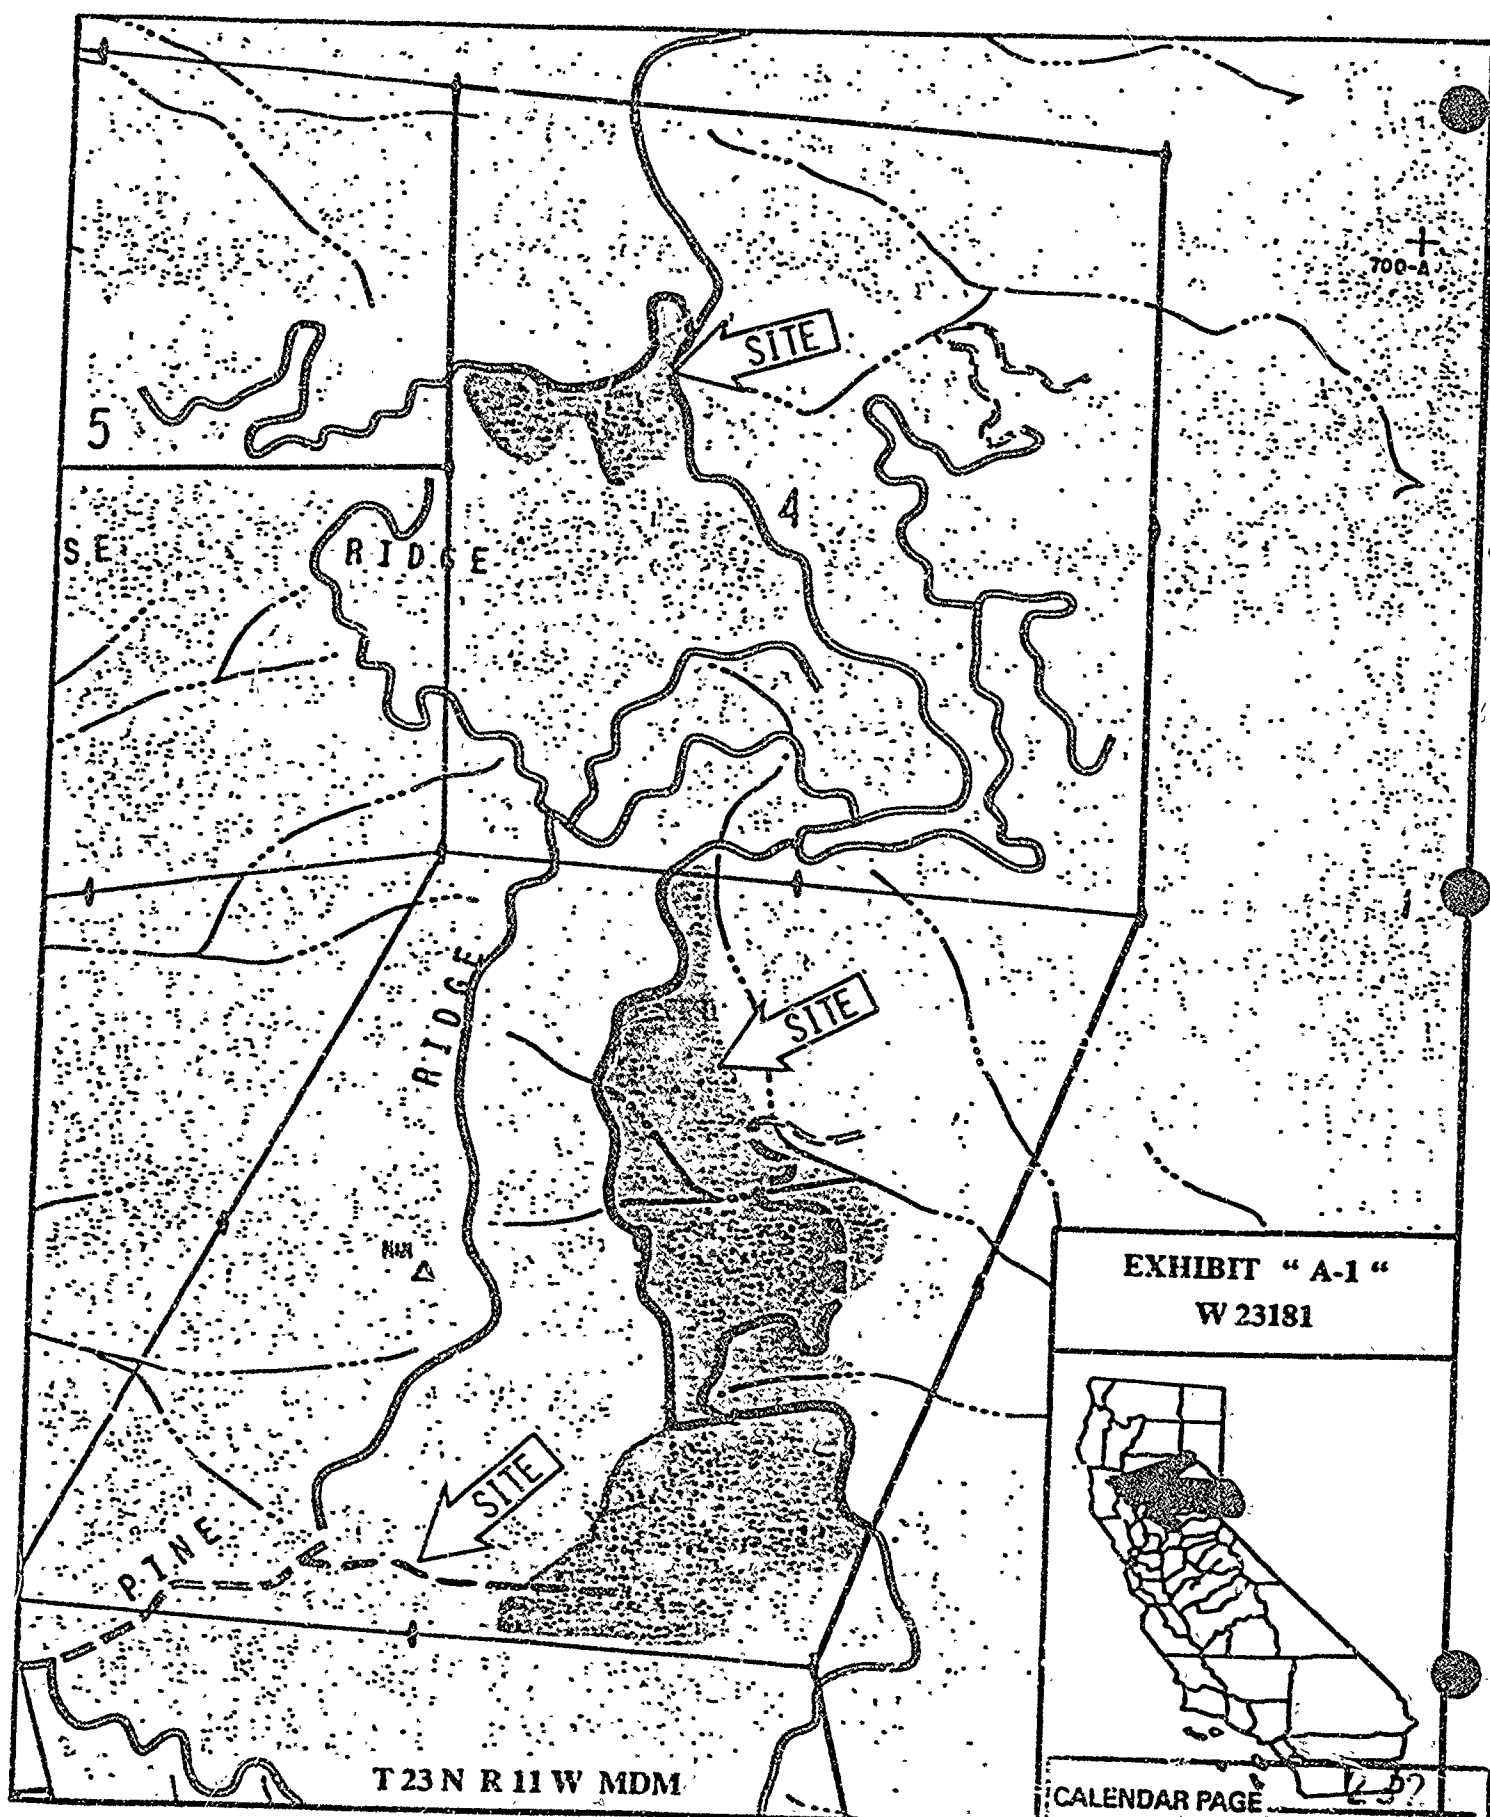 700-A
SITE
5
4
SE
RIDGE
SITE
RIDGE
EXHIBIT “ A-1 “
W 23181
SITE
PINE
T 23 N R 11 W MDM
CALENDAR PAGE